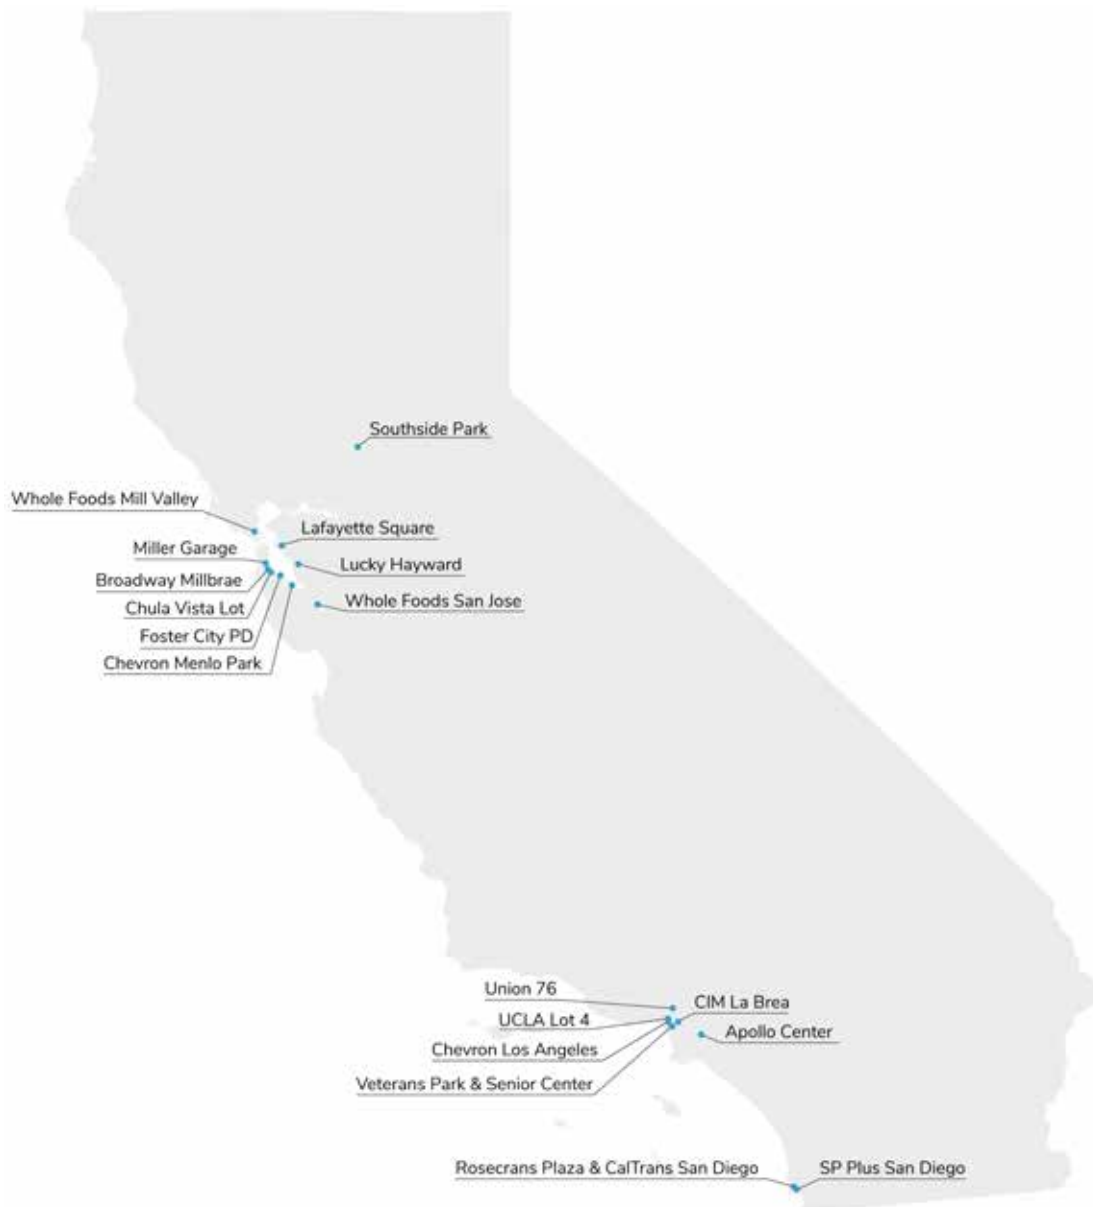 Southside Park
Whole Foods Mill Valley
Lafayette Square
Miller Garage
Lucky Hayward
Broadway Millbrae
Whole Foods San Jose
Chula Vista Lot
Foster City PD
Chevron Menlo Park
Union 76
CIM La Brea
UCLA Lot 4
Apollo Center
Chevron Los Angeles
Veterans Park & Senior Center
Rosecrans Plaza & CalTrans San Diego
SP Plus San Diego